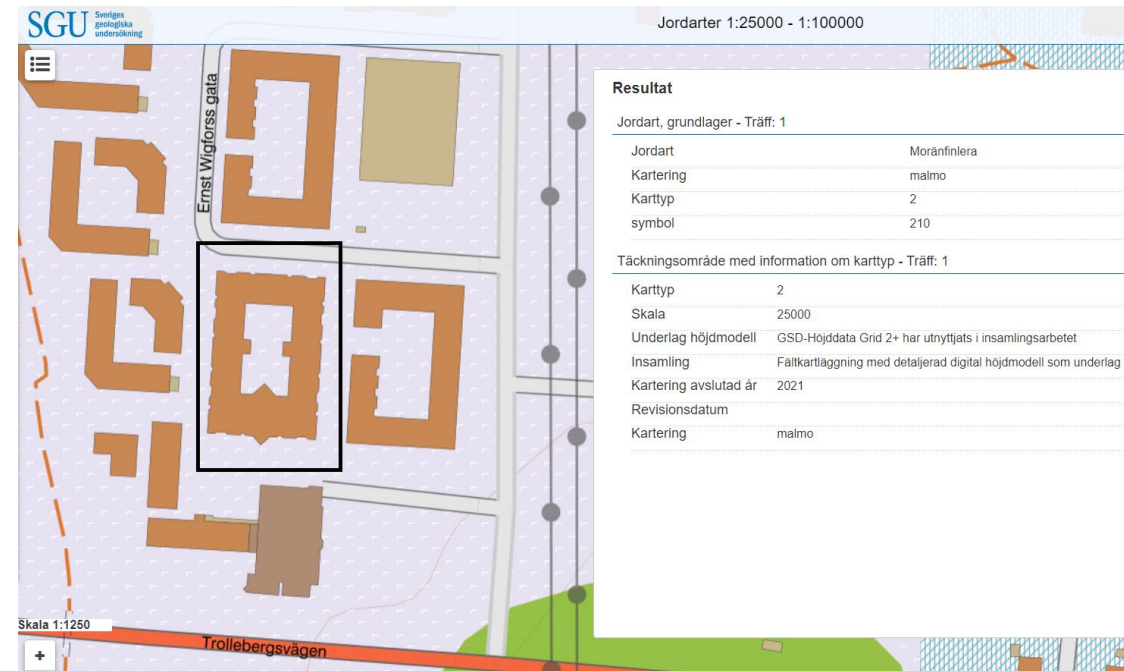 SGU Sveriges geologiska undersökning
Jordarter 1:25000 - 1:100000
Ernst Wigforss gata
Resultat
Jordart, grundlager - Träff: 1
Jordart Moränfinlera
Kartering malmo
Karttyp 2
symbol 210
Täckningsområde med information om karttyp - Träff: 1
Karttyp 2
Skala 25000
Underlag höjdmodell GSD-Höjddata Grid 2+ har utnyttjats i insamlingsarbetet
Insamling Fältkartläggning med detaljerad digital höjdmodell som underlag
Kartering avslutad år 2021
Revisionsdatum
Kartering malmo
Skala 1:1250
Trollebergsvägen
+